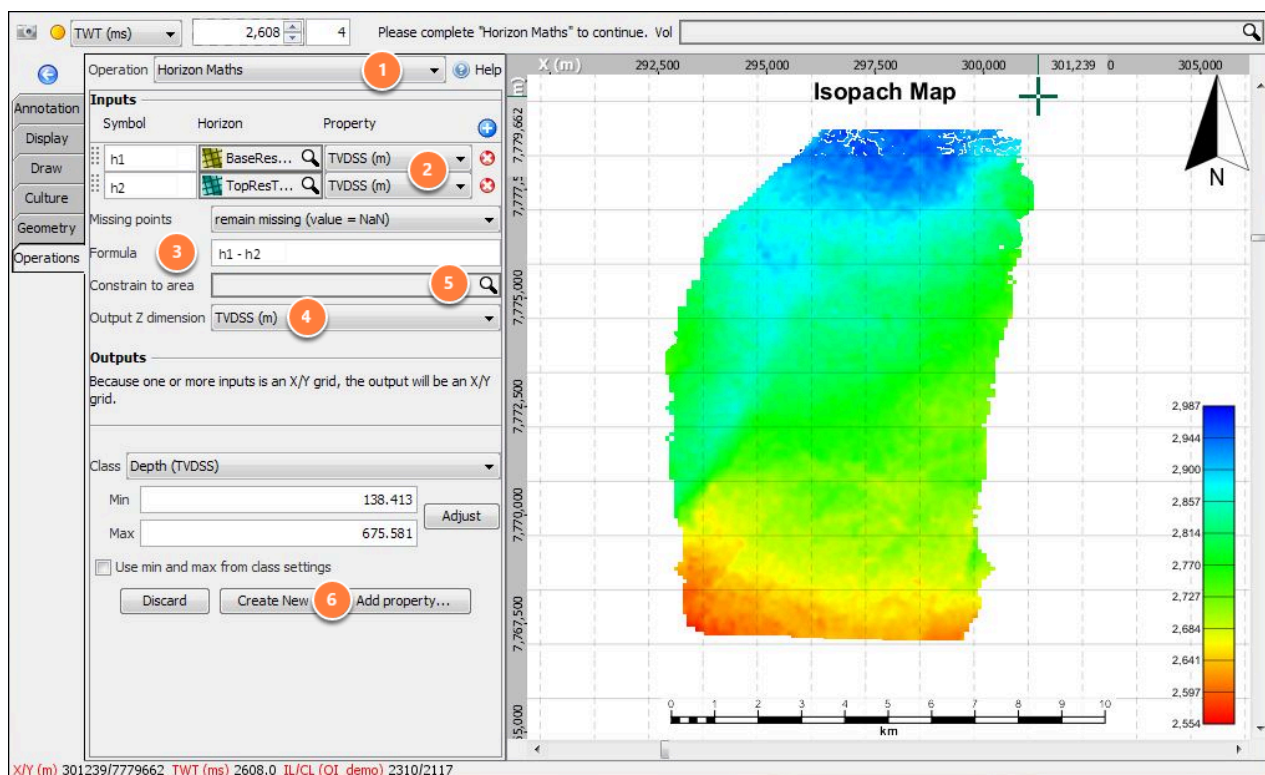 TWT (ms) 2,608 4 Please complete "Horizon Maths" to continue. Vol
Operation Horizon Maths 1 Help
Annotation
Display
Draw
Culture
Geometry
Operations
Inputs
Symbol Horizon Property
h1 BaseRes... TVDSS (m)
2
h2 TopResT... TVDSS (m)
Missing points remain missing (value = NaN)
Formula 3 h1 - h2
Constrain to area 5
Output Z dimension TVDSS (m) 4
Outputs
Because one or more inputs is an X/Y grid, the output will be an X/Y
grid.
Class Depth (TVDSS)
Min 138.413
Max 675.581
Adjust
Use min and max from class settings
Discard Create New 6 Add property...
X (m) 292,500 295,000 297,500 300,000 301,239 0 305,000
Isopach Map
N
7,779,662
7,777,5
7,775,000
7,772,500
7,770,000
7,767,500
65,000
2,987
2,944
2,900
2,857
2,814
2,770
2,727
2,684
2,641
2,597
2,554
0 1 2 3 4 5 6 7 8 9 10
km
X/Y (m) 301239/7779662 TWT (ms) 2608.0 IL/CL (QI_demo) 2310/2117